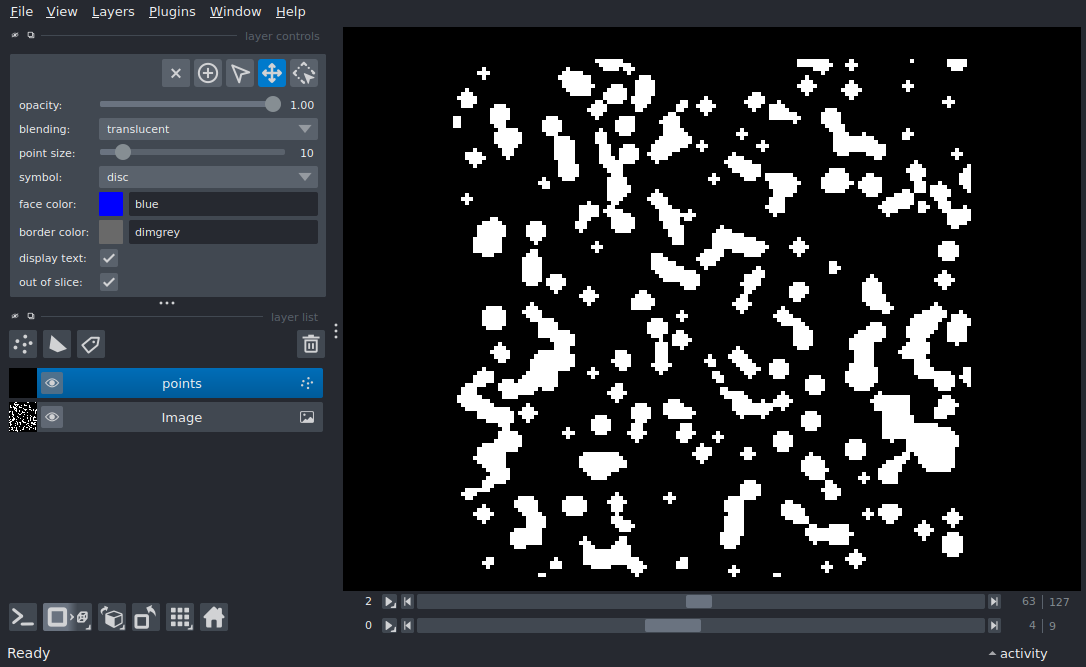 File View Layers Plugins Window Help
layer controls
opacity: 1.00
blending: translucent
point size: 10
symbol: disc
face color: blue
border color: dimgrey
display text:
out of slice:
layer list
points
Image
2 63 | 127
0 4 | 9
Ready activity